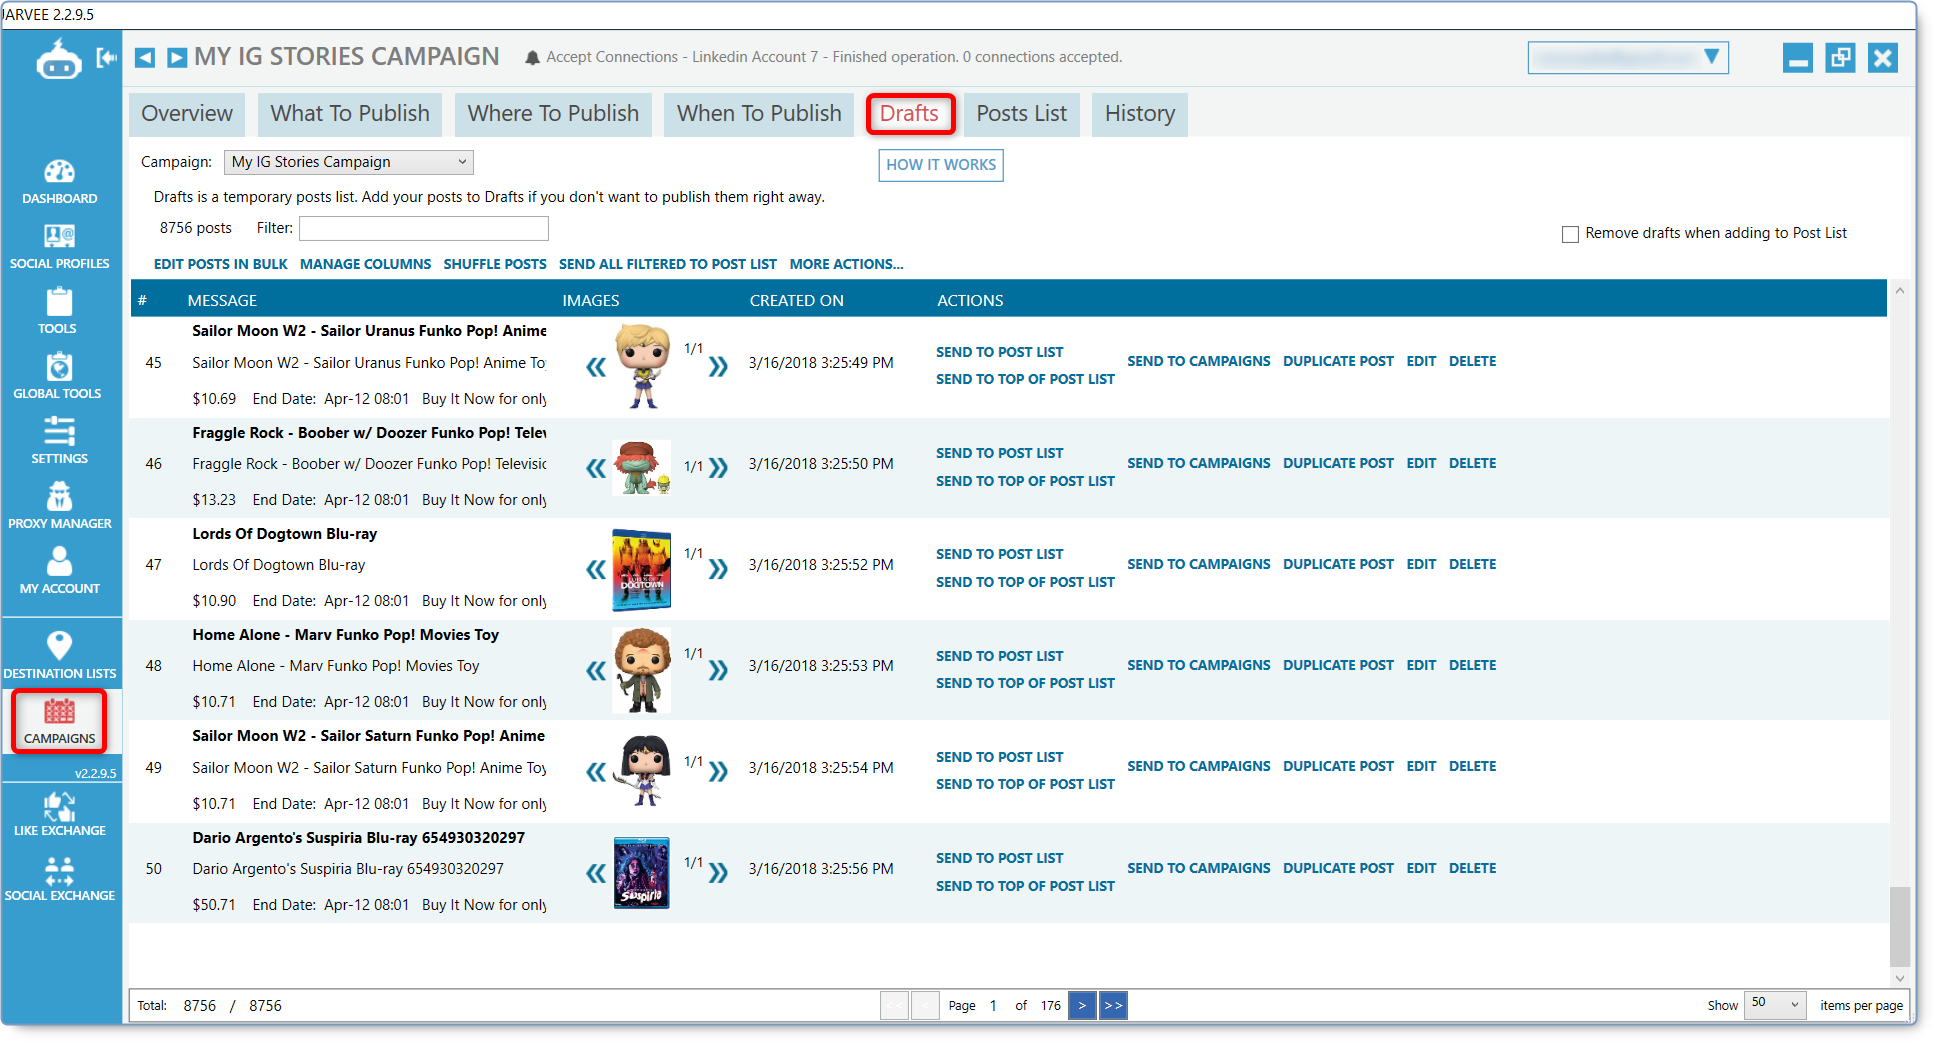 JARVEE 2.2.9.5
MY IG STORIES CAMPAIGN
Accept Connections - Linkedin Account 7 - Finished operation. 0 connections accepted.
Overview
What To Publish
Where To Publish
When To Publish
Drafts
Posts List
History
Campaign: My IG Stories Campaign
HOW IT WORKS
Drafts is a temporary posts list. Add your posts to Drafts if you don't want to publish them right away.
8756 posts Filter:
Remove drafts when adding to Post List
EDIT POSTS IN BULK MANAGE COLUMNS SHUFFLE POSTS SEND ALL FILTERED TO POST LIST MORE ACTIONS...
# MESSAGE IMAGES CREATED ON ACTIONS
Sailor Moon W2 - Sailor Uranus Funko Pop! Anime
45 Sailor Moon W2 - Sailor Uranus Funko Pop! Anime To
$10.69 End Date: Apr-12 08:01 Buy It Now for only
1/1
3/16/2018 3:25:49 PM
SEND TO POST LIST
SEND TO TOP OF POST LIST
SEND TO CAMPAIGNS DUPLICATE POST EDIT DELETE
Fraggle Rock - Boober w/ Doozer Funko Pop! Telev
46 Fraggle Rock - Boober w/ Doozer Funko Pop! Televisic
$13.23 End Date: Apr-12 08:01 Buy It Now for only
1/1
3/16/2018 3:25:50 PM
SEND TO POST LIST
SEND TO TOP OF POST LIST
SEND TO CAMPAIGNS DUPLICATE POST EDIT DELETE
Lords Of Dogtown Blu-ray
47 Lords Of Dogtown Blu-ray
$10.90 End Date: Apr-12 08:01 Buy It Now for only
DOGTOWN
1/1
3/16/2018 3:25:52 PM
SEND TO POST LIST
SEND TO TOP OF POST LIST
SEND TO CAMPAIGNS DUPLICATE POST EDIT DELETE
Home Alone - Marv Funko Pop! Movies Toy
48 Home Alone - Marv Funko Pop! Movies Toy
$10.71 End Date: Apr-12 08:01 Buy It Now for only
1/1
3/16/2018 3:25:53 PM
SEND TO POST LIST
SEND TO TOP OF POST LIST
SEND TO CAMPAIGNS DUPLICATE POST EDIT DELETE
Sailor Moon W2 - Sailor Saturn Funko Pop! Anime
49 Sailor Moon W2 - Sailor Saturn Funko Pop! Anime Toy
$10.71 End Date: Apr-12 08:01 Buy It Now for only
1/1
3/16/2018 3:25:54 PM
SEND TO POST LIST
SEND TO TOP OF POST LIST
SEND TO CAMPAIGNS DUPLICATE POST EDIT DELETE
Dario Argento's Suspiria Blu-ray 654930320297
50 Dario Argento's Suspiria Blu-ray 654930320297
$50.71 End Date: Apr-12 08:01 Buy It Now for only
Suspiria
1/1
3/16/2018 3:25:56 PM
SEND TO POST LIST
SEND TO TOP OF POST LIST
SEND TO CAMPAIGNS DUPLICATE POST EDIT DELETE
Total: 8756 / 8756
<< < Page 1 of 176 > >>
Show 50 items per page
DASHBOARD
SOCIAL PROFILES
TOOLS
GLOBAL TOOLS
SETTINGS
PROXY MANAGER
MY ACCOUNT
DESTINATION LISTS
CAMPAIGNS
v2.2.9.5
LIKE EXCHANGE
SOCIAL EXCHANGE